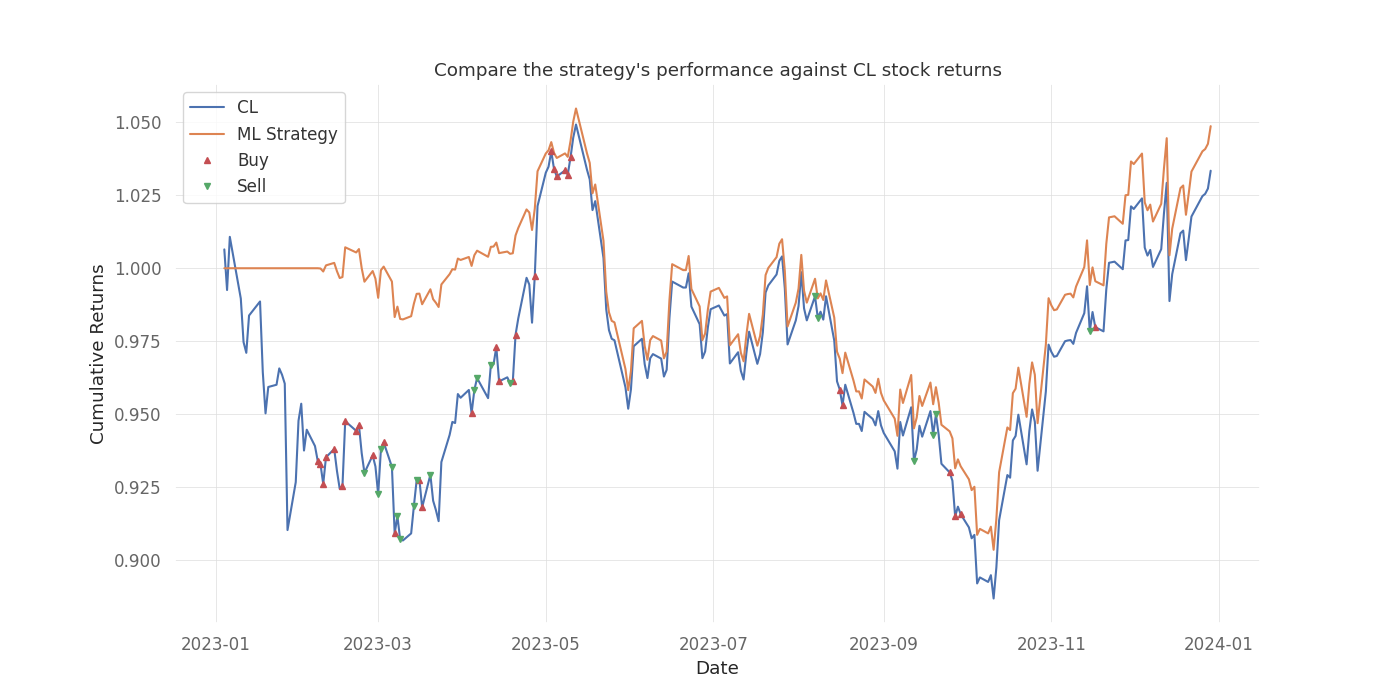 Compare the strategy's performance against CL stock returns
CL
ML Strategy
Buy
Sell
Cumulative Returns
1.050
1.025
1.000
0.975
0.950
0.925
0.900
2023-01 2023-03 2023-05 2023-07 2023-09 2023-11 2024-01
Date